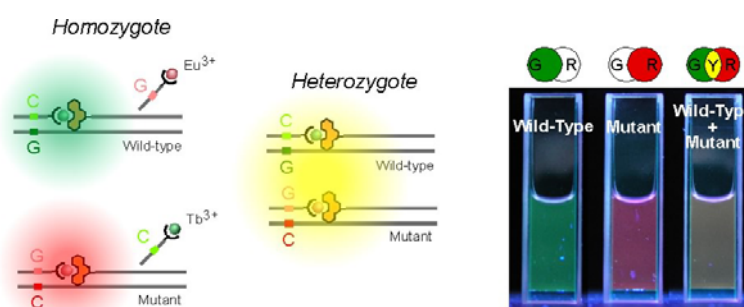 Homozygote
Eu3+
G
C
G
Wild-type
Tb3+
C
G
C
Mutant
Heterozygote
C
G
Wild-type
G
C
Mutant
G R
G R
G Y R
Wild-Type
Mutant
Wild-Type
+
Mutant